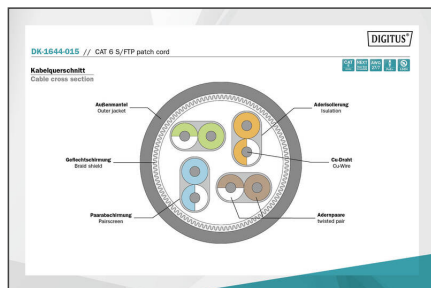 DIGITUS®
DK-1644-015 // CAT 6 S/FTP patch cord
Kabelquerschnitt
Cable cross section
Außenmantel
Outer jacket
Aderisolierung
Insulation
Geflechtschirmung
Braid shield
Cu-Draht
Cu-Wire
Paarabschirmung
Pairscreen
Adernpaare
twisted pair